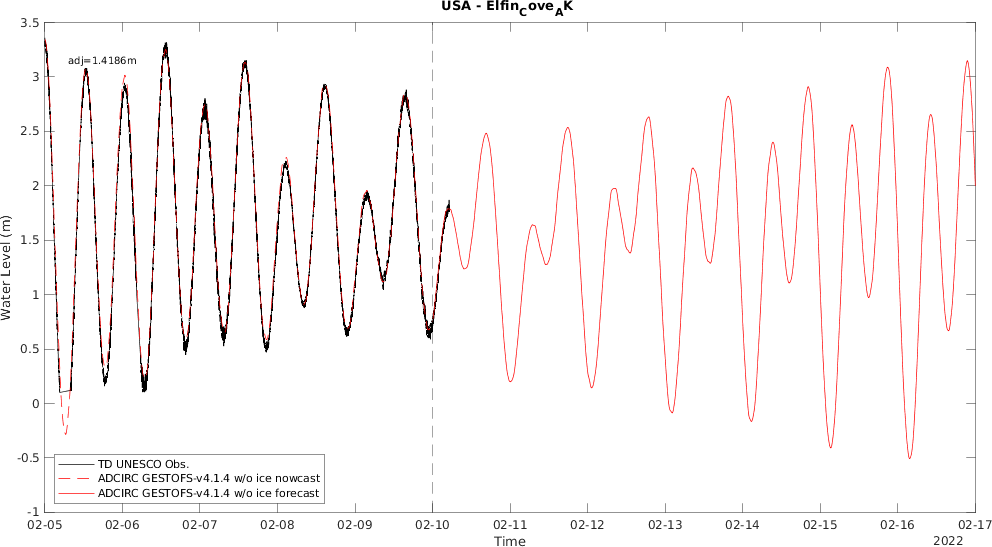 USA - ElfinCoveAK
3.5
adj=1.4186m
3
2.5
2
1.5
1
0.5
0
-0.5
-1
Water Level (m)
TD UNESCO Obs.
ADCIRC GESTOFS-v4.1.4 w/o ice nowcast
ADCIRC GESTOFS-v4.1.4 w/o ice forecast
02-05 02-06 02-07 02-08 02-09 02-10 02-11 02-12 02-13 02-14 02-15 02-16 02-17
Time
2022